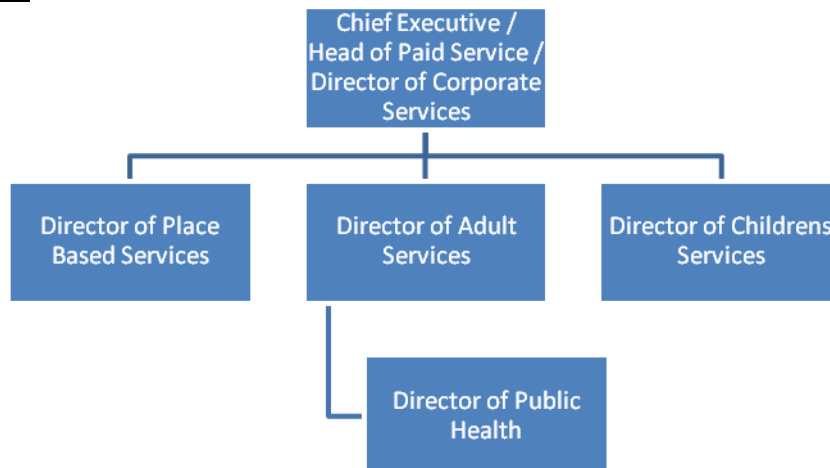 Chief Executive /
Head of Paid Service /
Director of Corporate
Services
Director of Place
Based Services
Director of Adult
Services
Director of Childrens
Services
Director of Public
Health